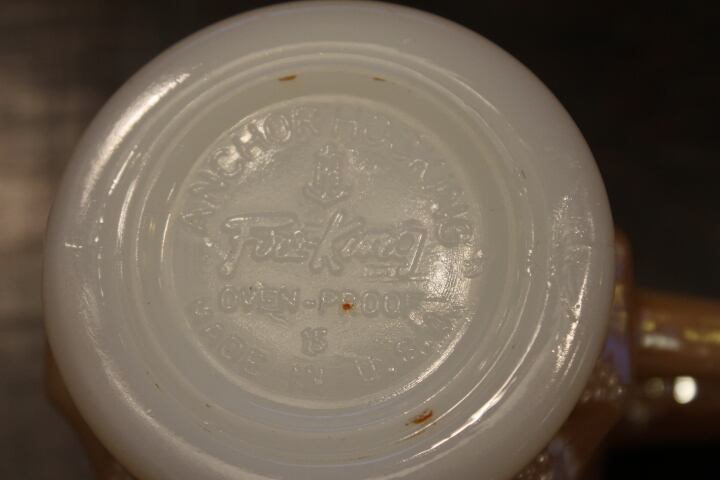 ANCHOR HOCKING
Fire-King
OVEN-PROOF
15
MADE IN U.S.A.